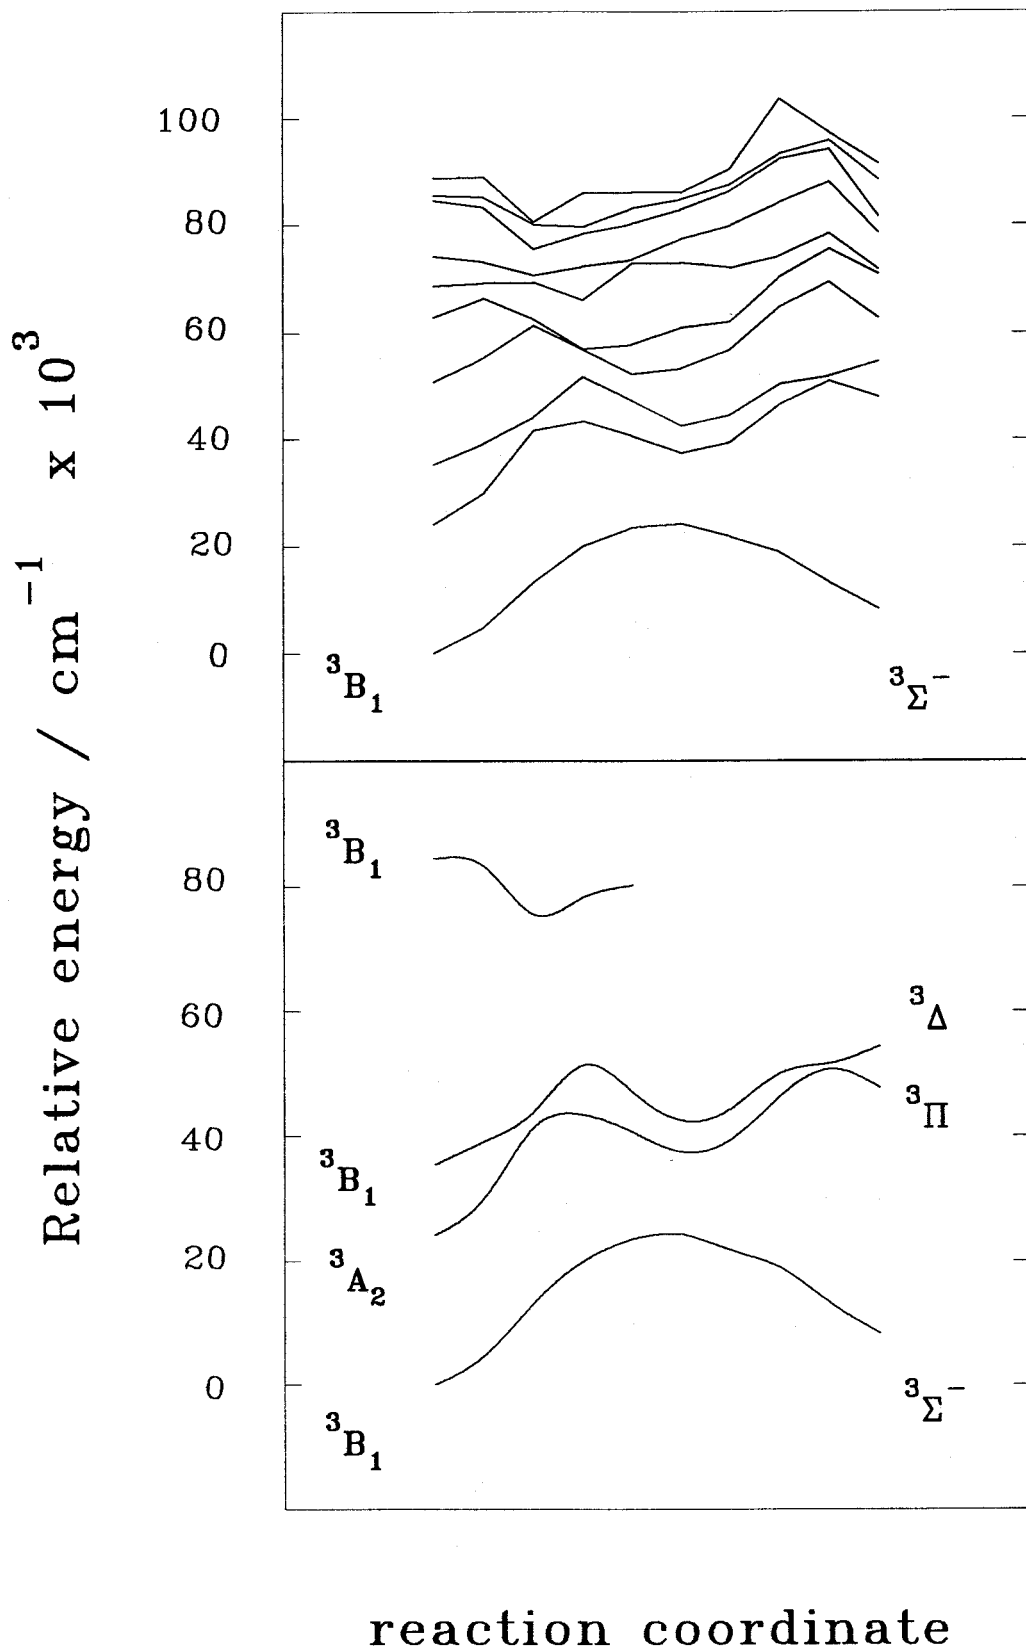 Relative energy / cm⁻¹ x 10³
100
80
60
40
20
0
³B₁
³Σ⁻
³B₁
80
60
³Δ
³Π
40
³B₁
20
³A₂
0
³Σ⁻
³B₁
reaction coordinate